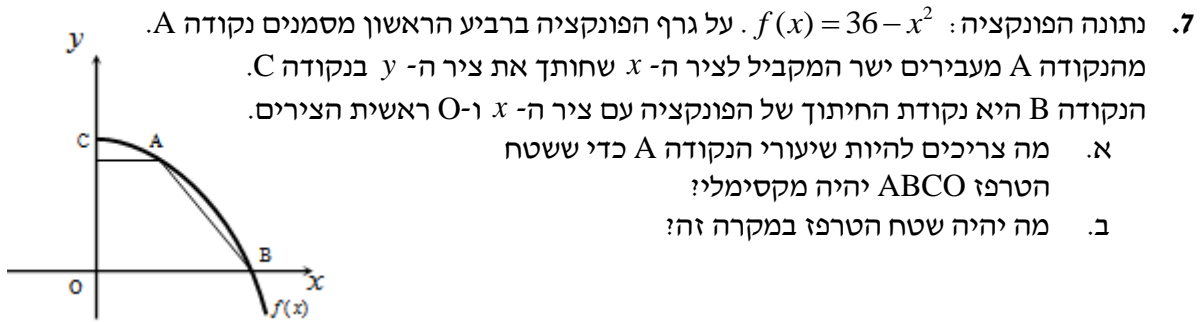 7. נתונה הפונקציה: f(x) = 36 − x². על גרף הפונקציה ברביע הראשון מסמנים נקודה A.
מהנקודה A מעבירים ישר המקביל לציר ה- x שחותך את ציר ה- y בנקודה C.
הנקודה B היא נקודת החיתוך של הפונקציה עם ציר ה- x ו-O ראשית הצירים.
א. מה צריכים להיות שיעורי הנקודה A כדי ששטח
הטרפז ABCO יהיה מקסימלי?
ב. מה יהיה שטח הטרפז במקרה זה?
y
C A
B
O x
f(x)